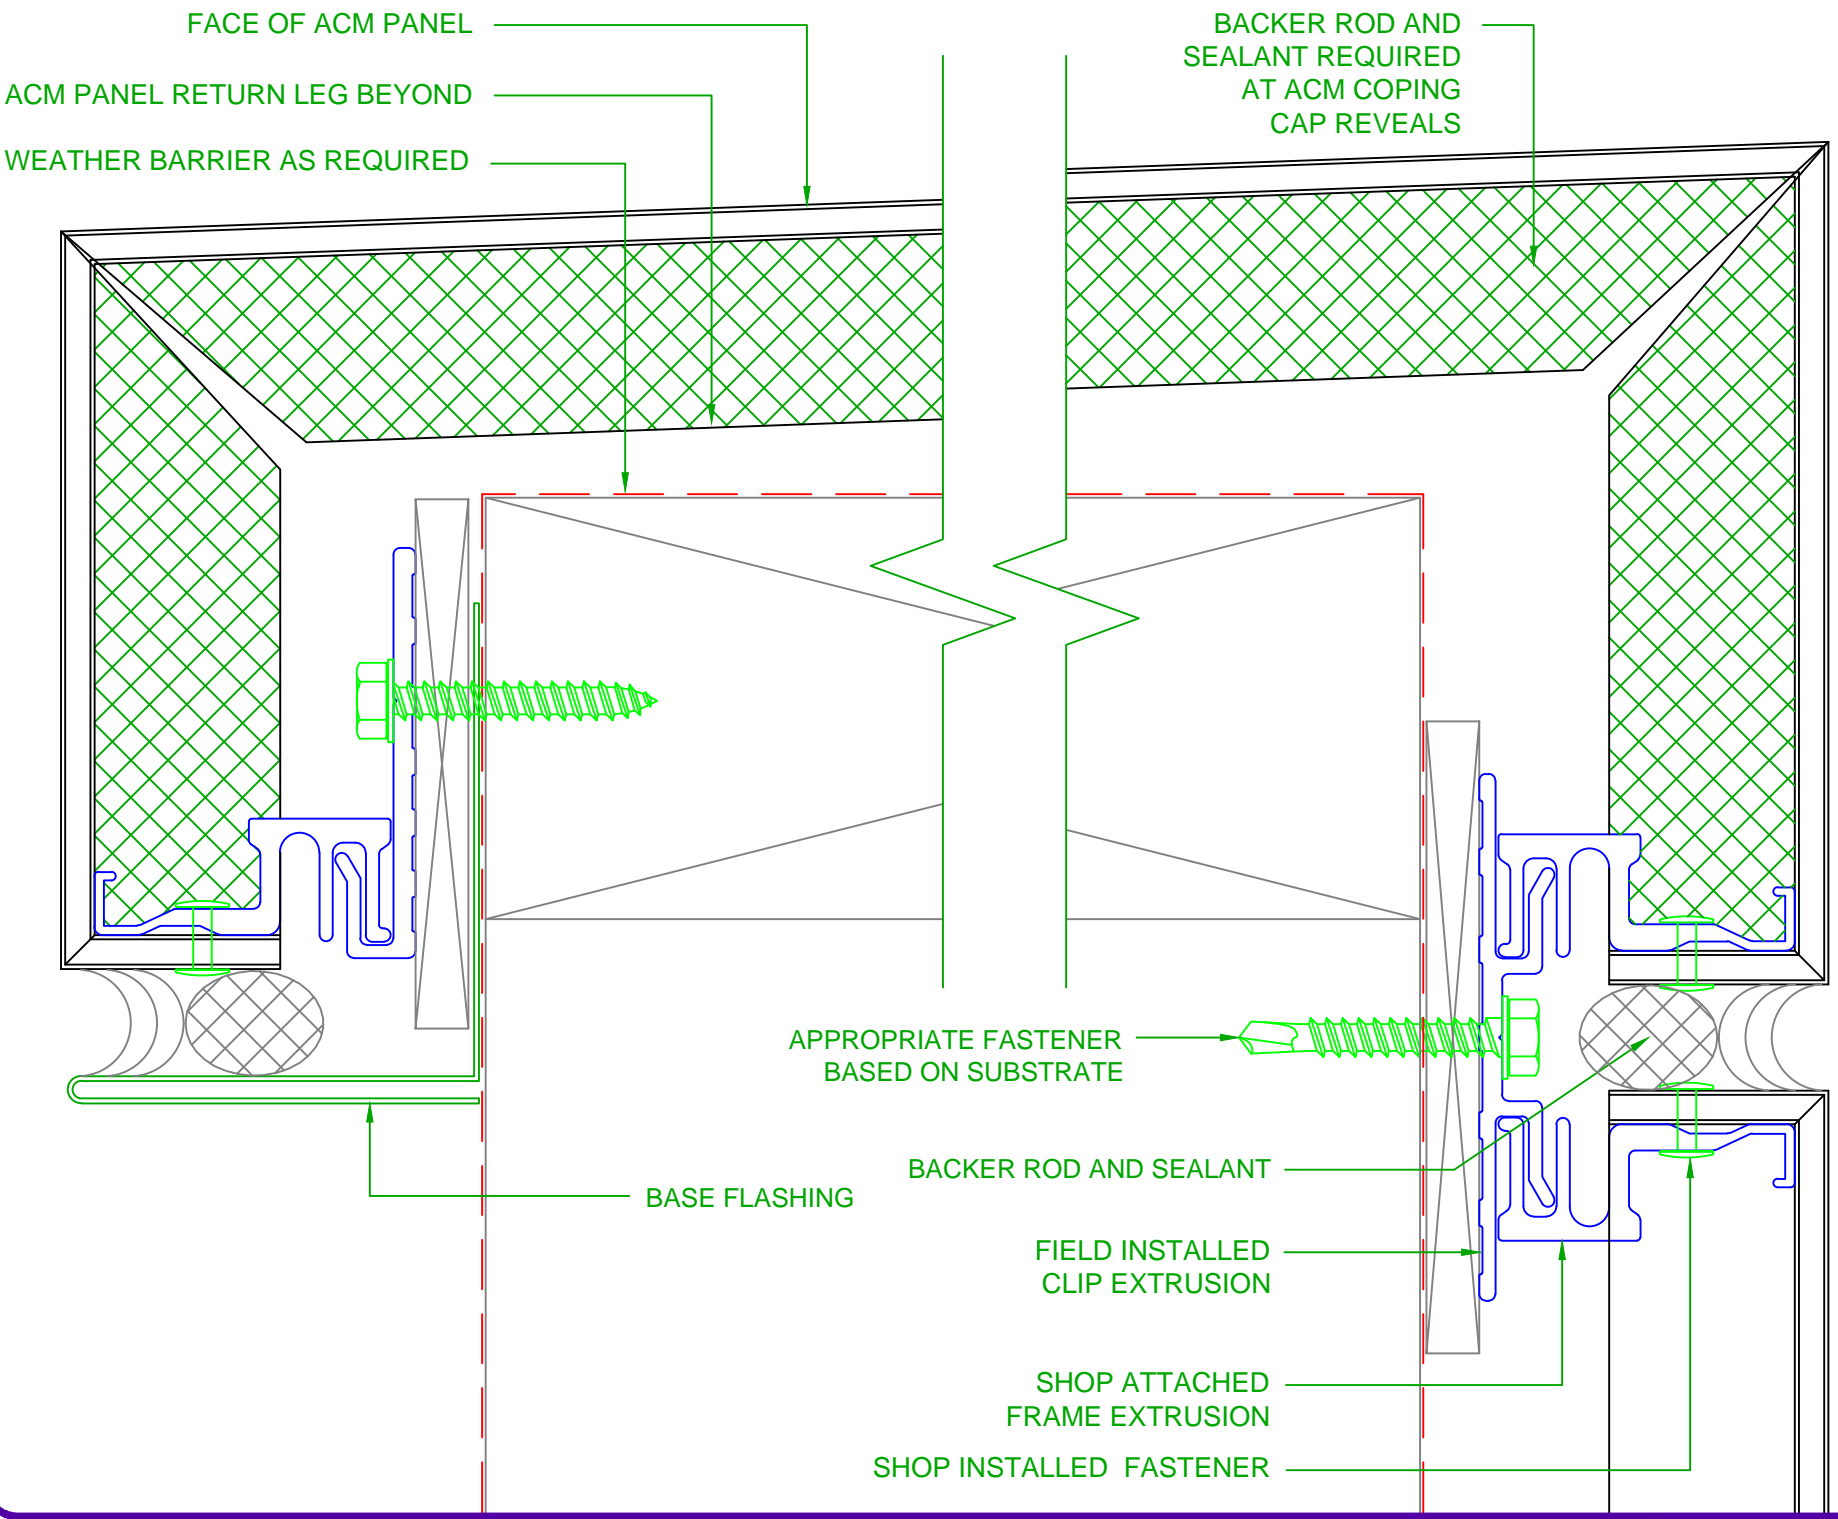 FACE OF ACM PANEL
ACM PANEL RETURN LEG BEYOND
WEATHER BARRIER AS REQUIRED
BACKER ROD AND
SEALANT REQUIRED
AT ACM COPING
CAP REVEALS
APPROPRIATE FASTENER
BASED ON SUBSTRATE
BACKER ROD AND SEALANT
BASE FLASHING
FIELD INSTALLED
CLIP EXTRUSION
SHOP ATTACHED
FRAME EXTRUSION
SHOP INSTALLED  FASTENER